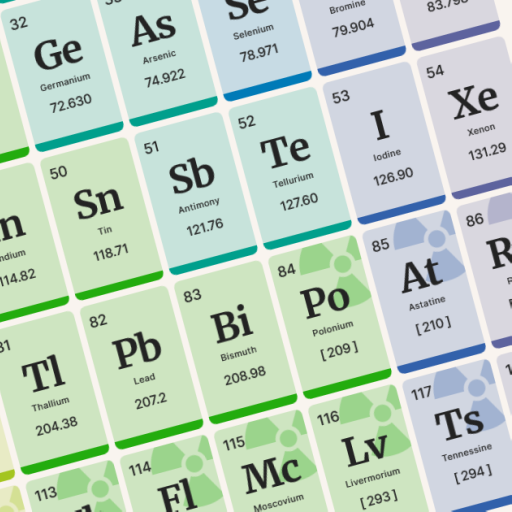 32
Ge
Germanium
72.630
As
Arsenic
74.922
Se
Selenium
78.971
Bromine
79.904
50
Sn
Tin
118.71
51
Sb
Antimony
121.76
52
Te
Tellurium
127.60
53
I
Iodine
126.90
54
Xe
Xenon
131.29
114.82
Tl
Thallium
204.38
82
Pb
Lead
207.2
83
Bi
Bismuth
208.98
84
Po
Polonium
[209]
85
At
Astatine
[210]
86
R
113
114
Fl
115
Mc
Moscovium
116
Lv
Livermorium
[293]
117
Ts
Tennessine
[294]